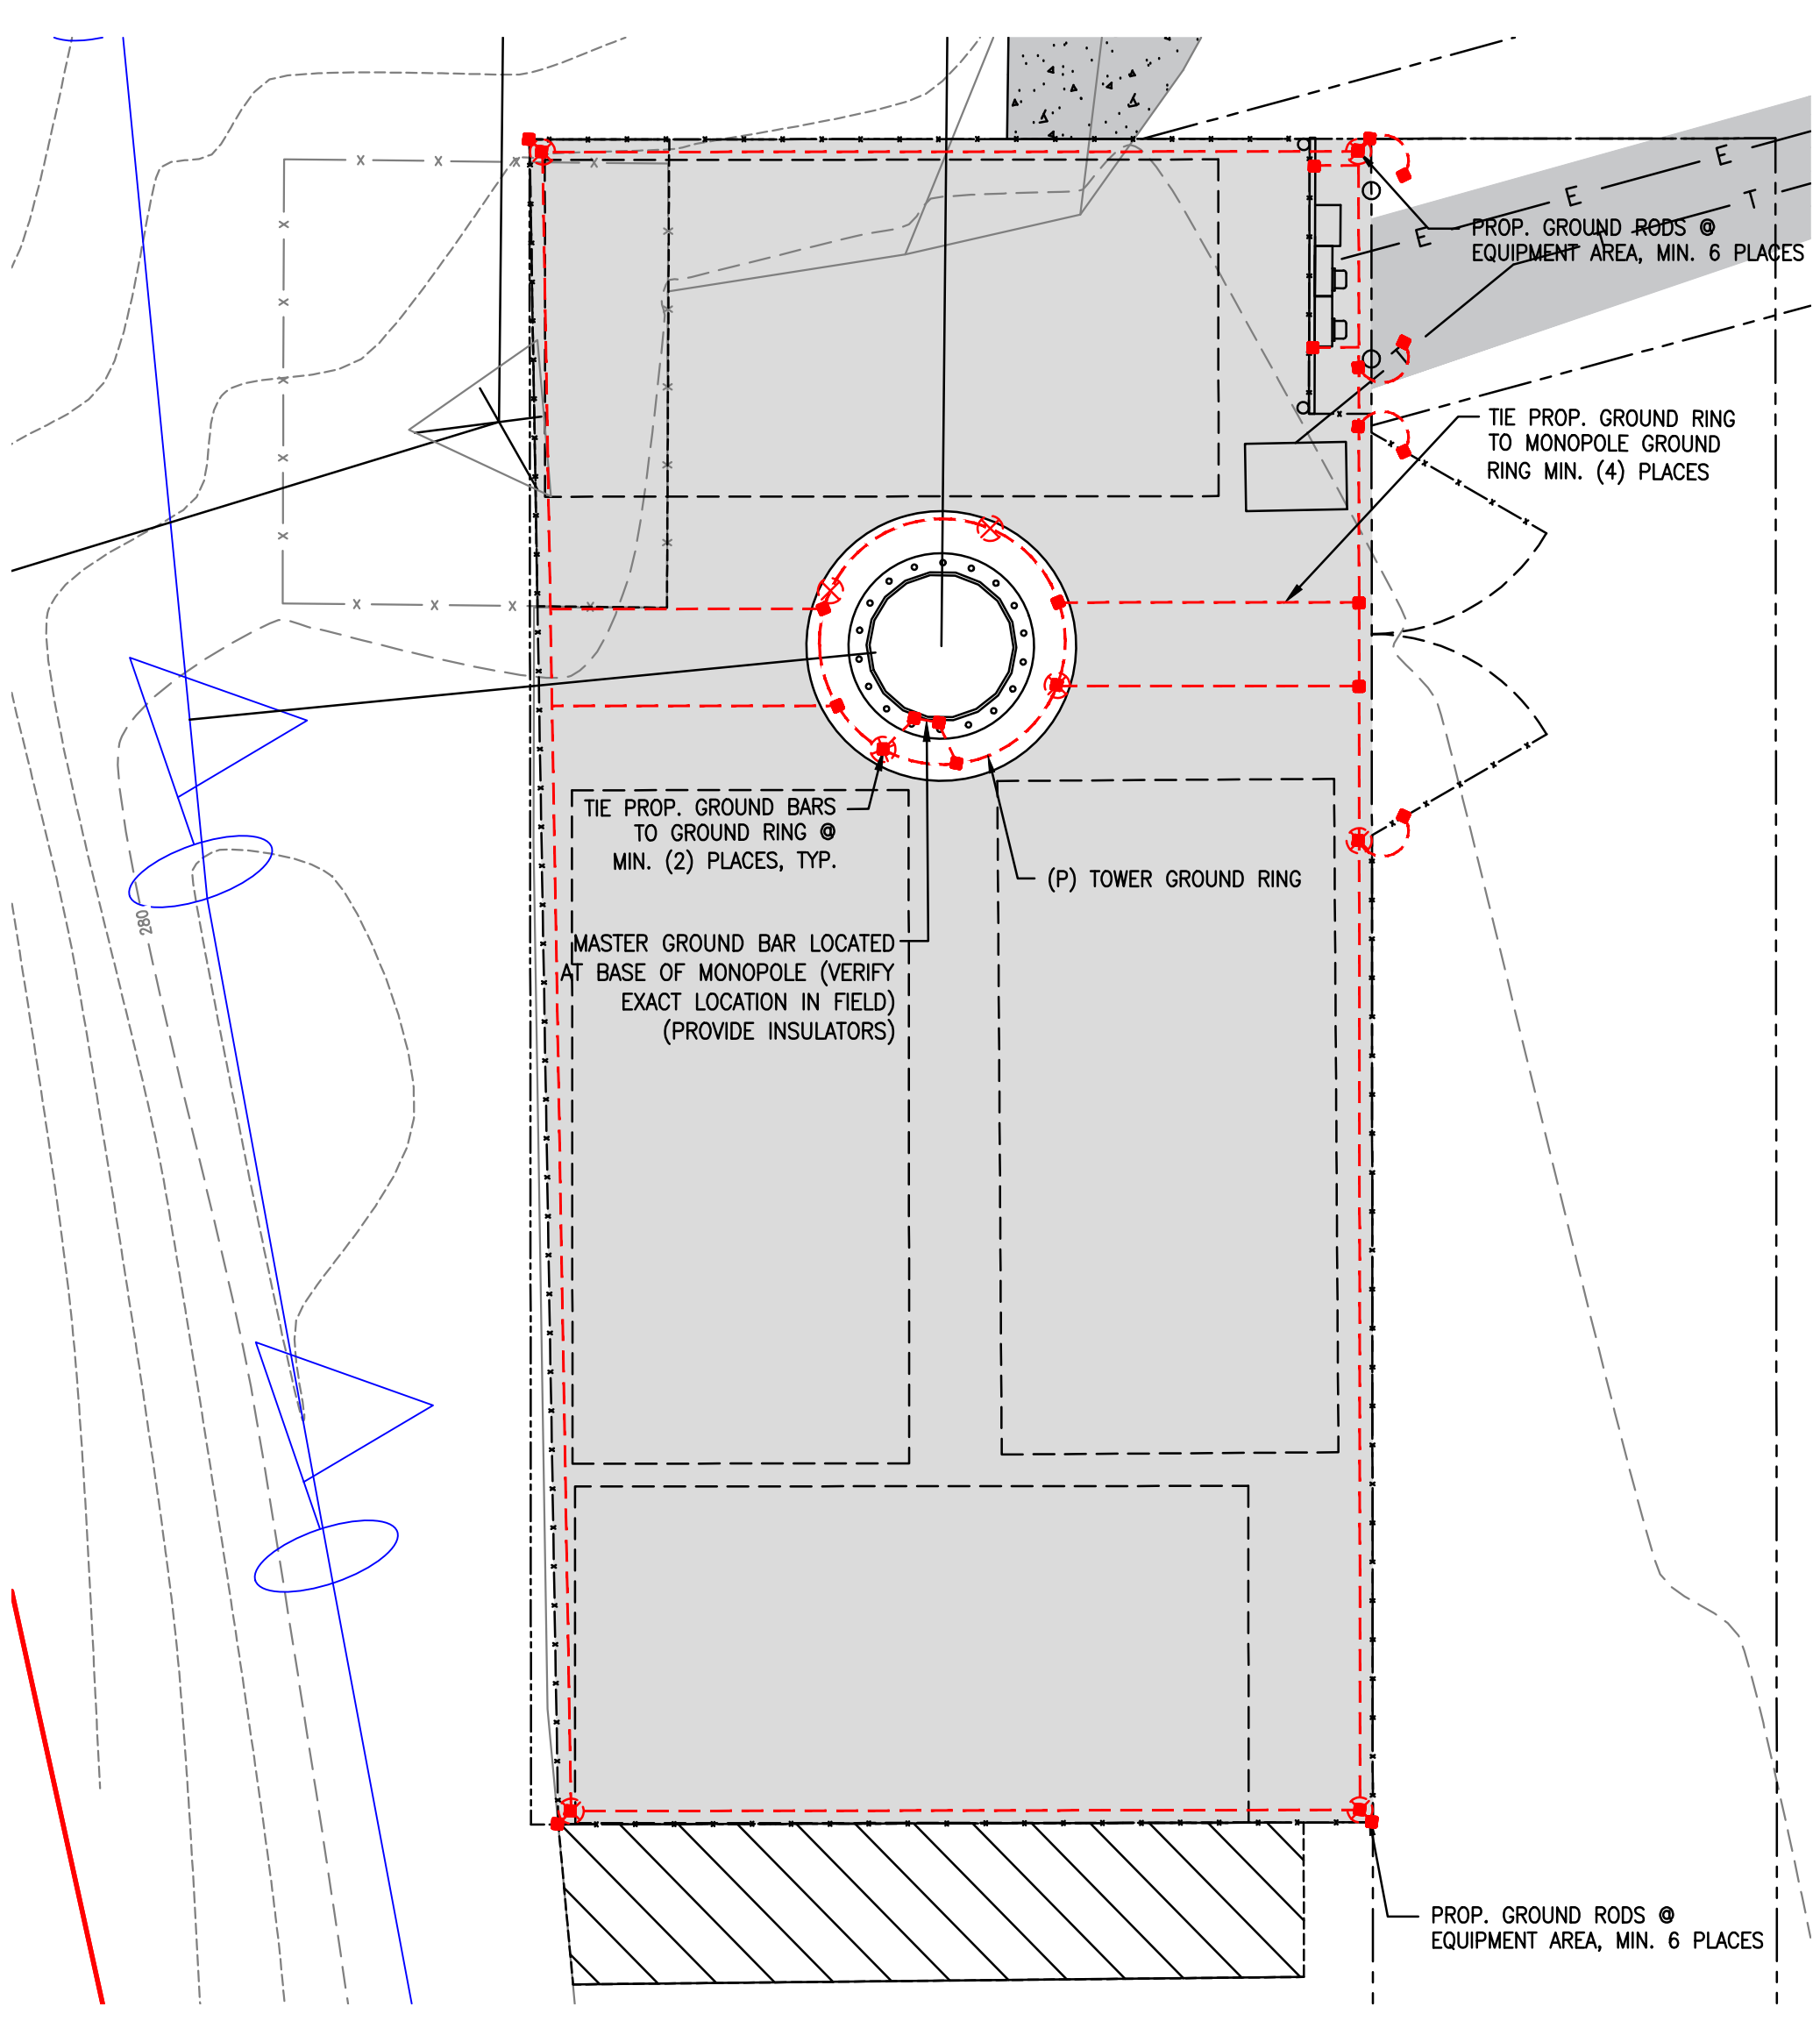 E
E
T
E
T
PROP. GROUND RODS @
EQUIPMENT AREA, MIN. 6 PLACES
T
TIE PROP. GROUND RING
TO MONOPOLE GROUND
RING MIN. (4) PLACES
TIE PROP. GROUND BARS
TO GROUND RING @
MIN. (2) PLACES, TYP.
(P) TOWER GROUND RING
280
MASTER GROUND BAR LOCATED
AT BASE OF MONOPOLE (VERIFY
EXACT LOCATION IN FIELD)
(PROVIDE INSULATORS)
PROP. GROUND RODS @
EQUIPMENT AREA, MIN. 6 PLACES